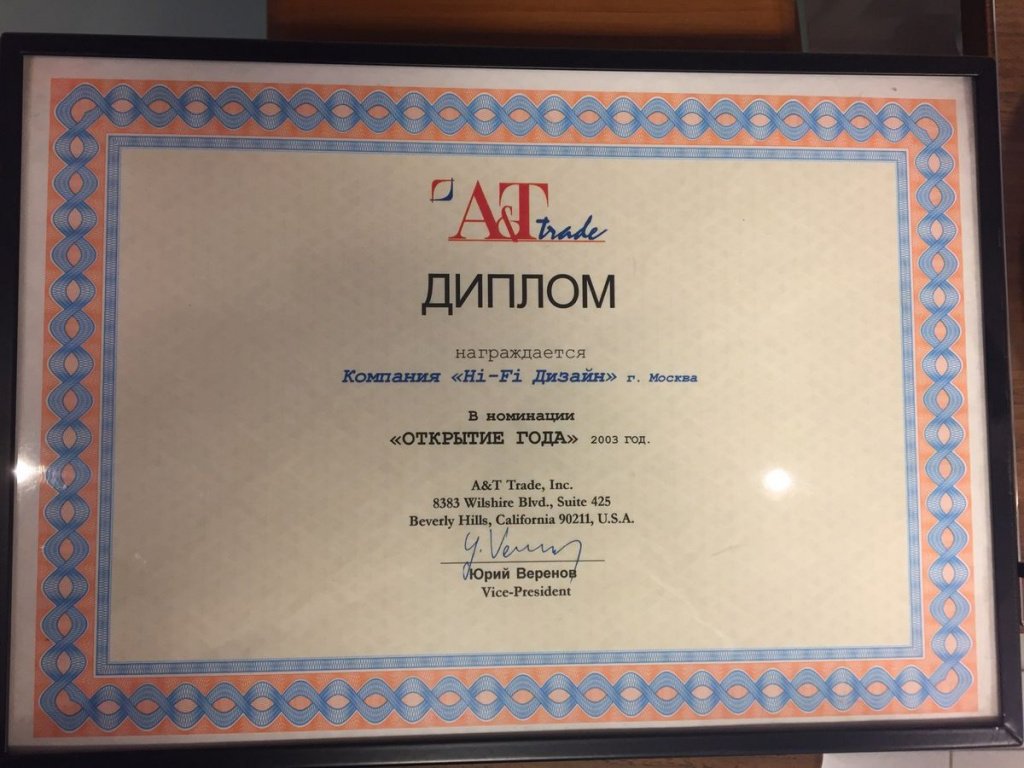 A&T trade
ДИПЛОМ
награждается
Компания «Hi-Fi Дизайн» г. Москва
В номинации
«ОТКРЫТИЕ ГОДА» 2003 год.
A&T Trade, Inc.
8383 Wilshire Blvd., Suite 425
Beverly Hills, California 90211, U.S.A.
Юрий Веренов
Vice-President